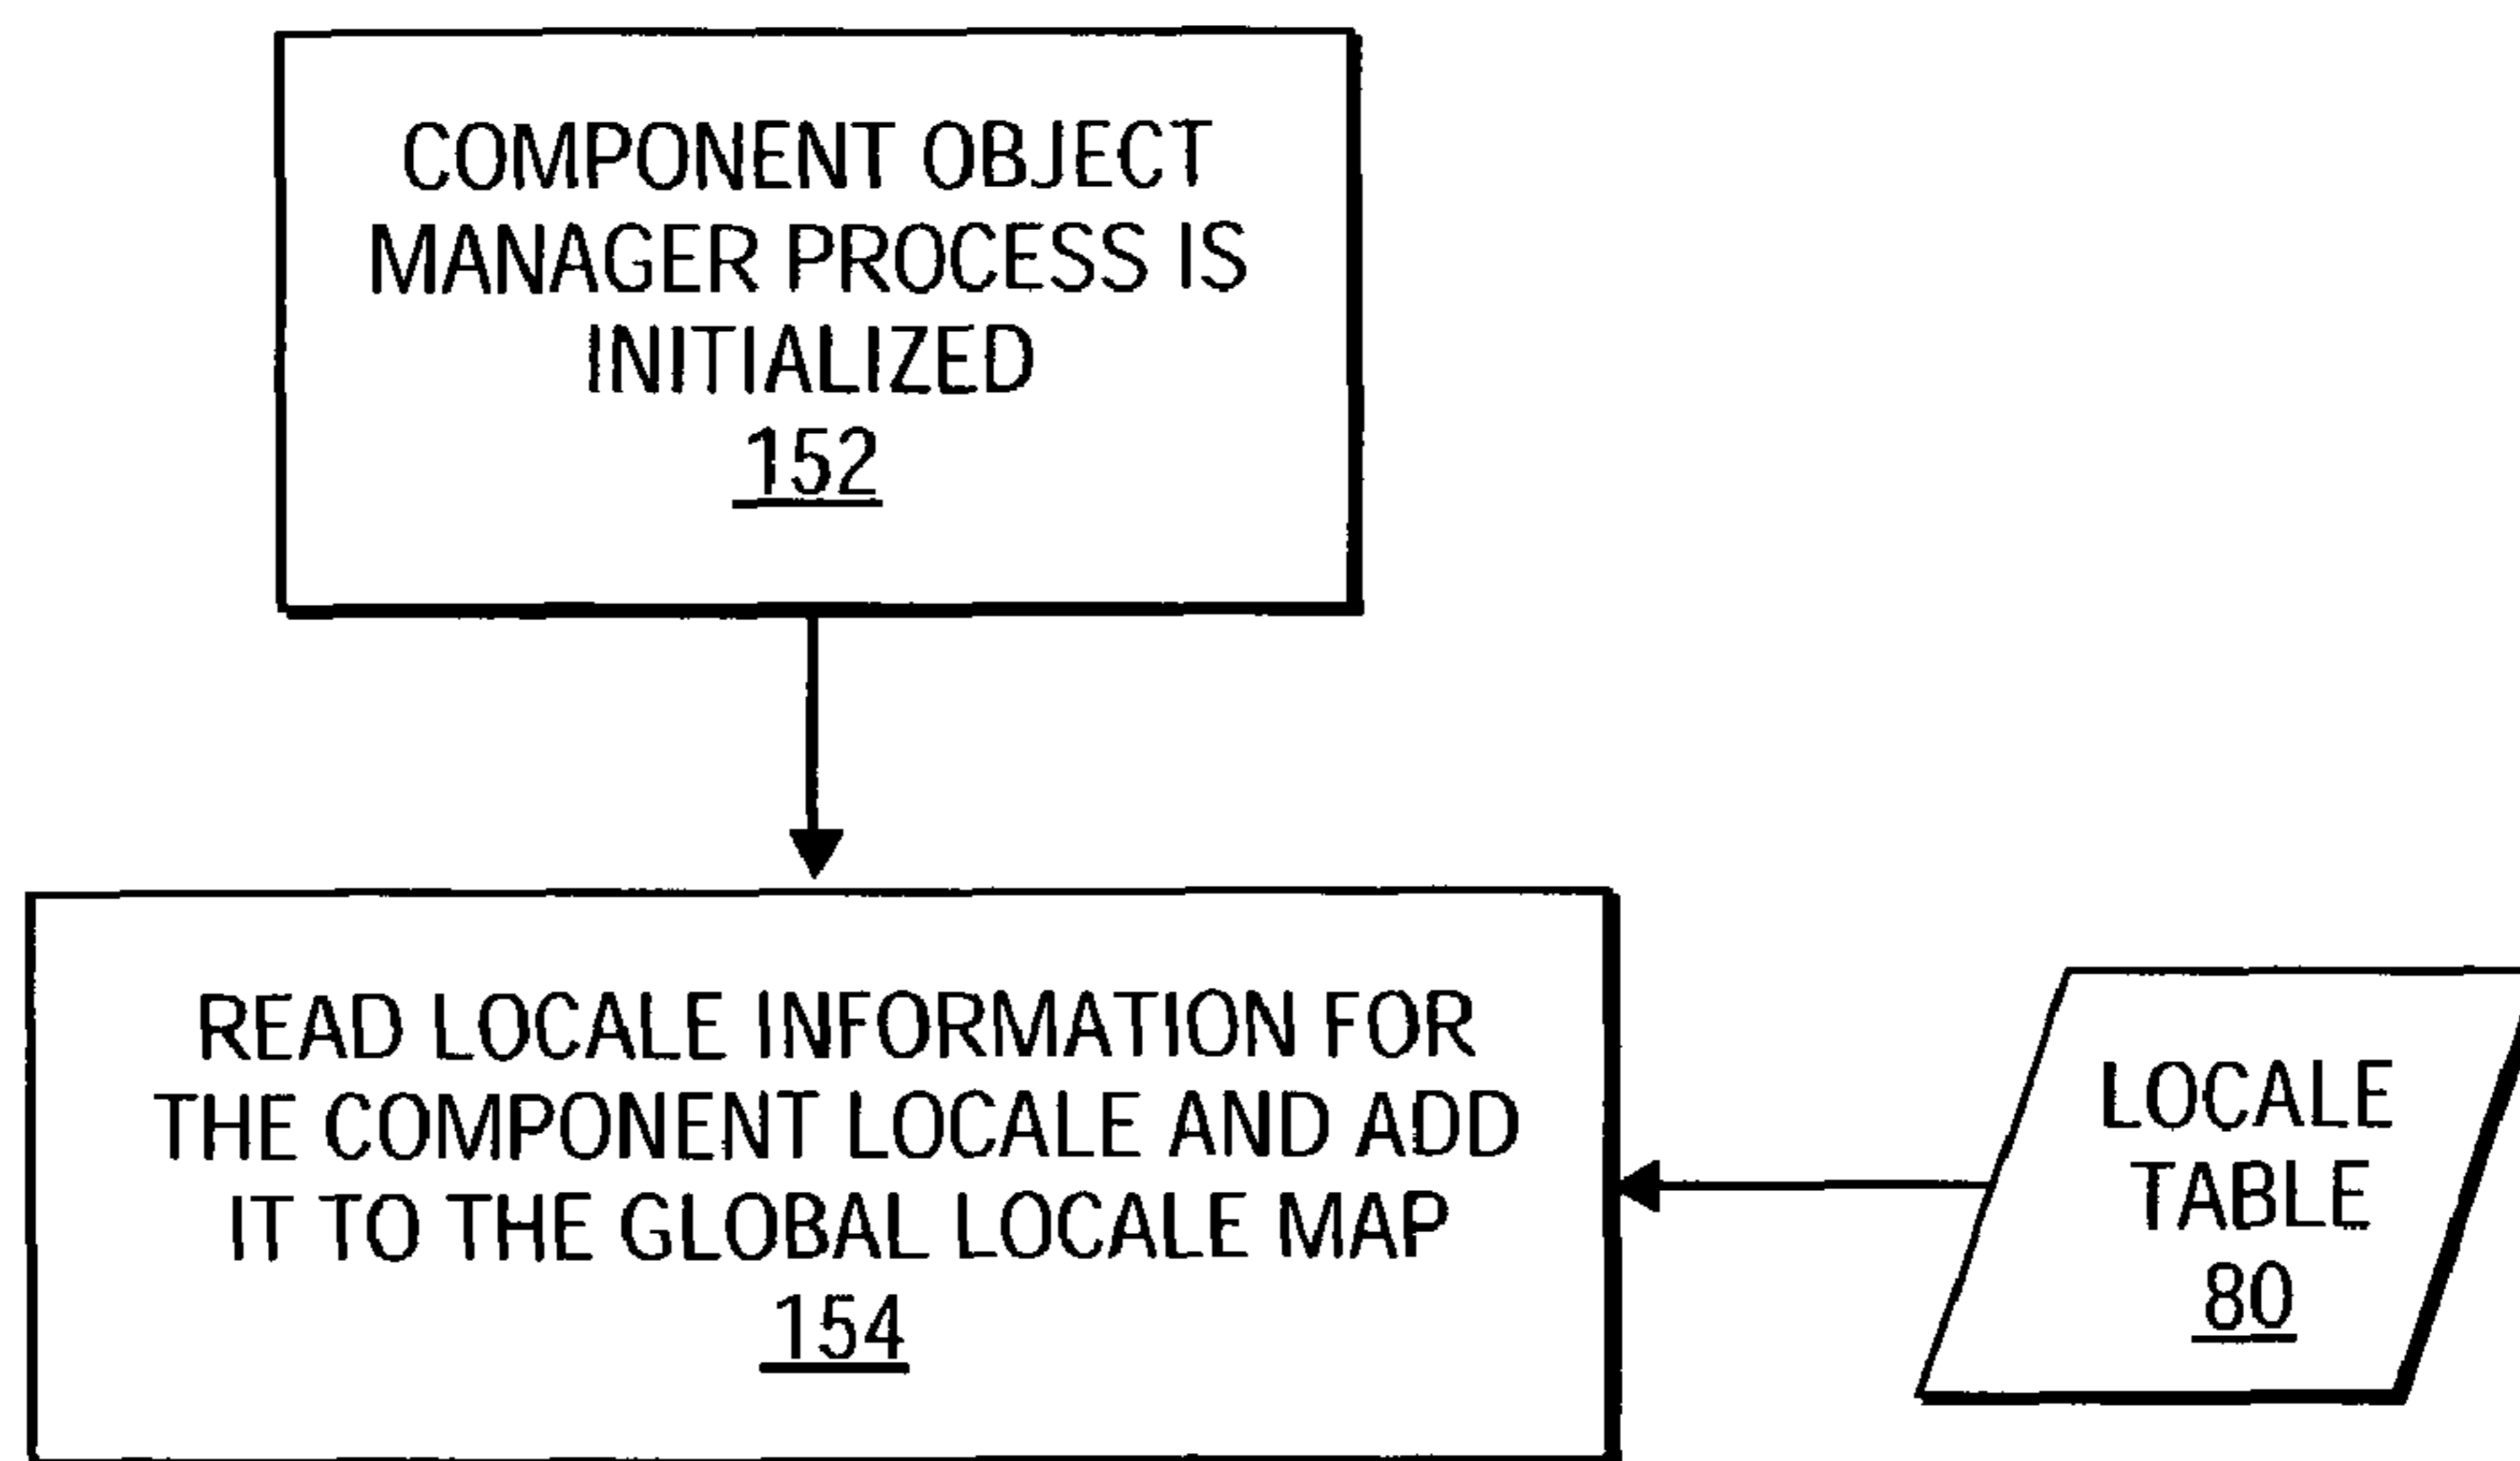 COMPONENT OBJECT
MANAGER PROCESS IS
INITIALIZED
152
READ LOCALE INFORMATION FOR
THE COMPONENT LOCALE AND ADD
IT TO THE GLOBAL LOCALE MAP
154
LOCALE
TABLE
80